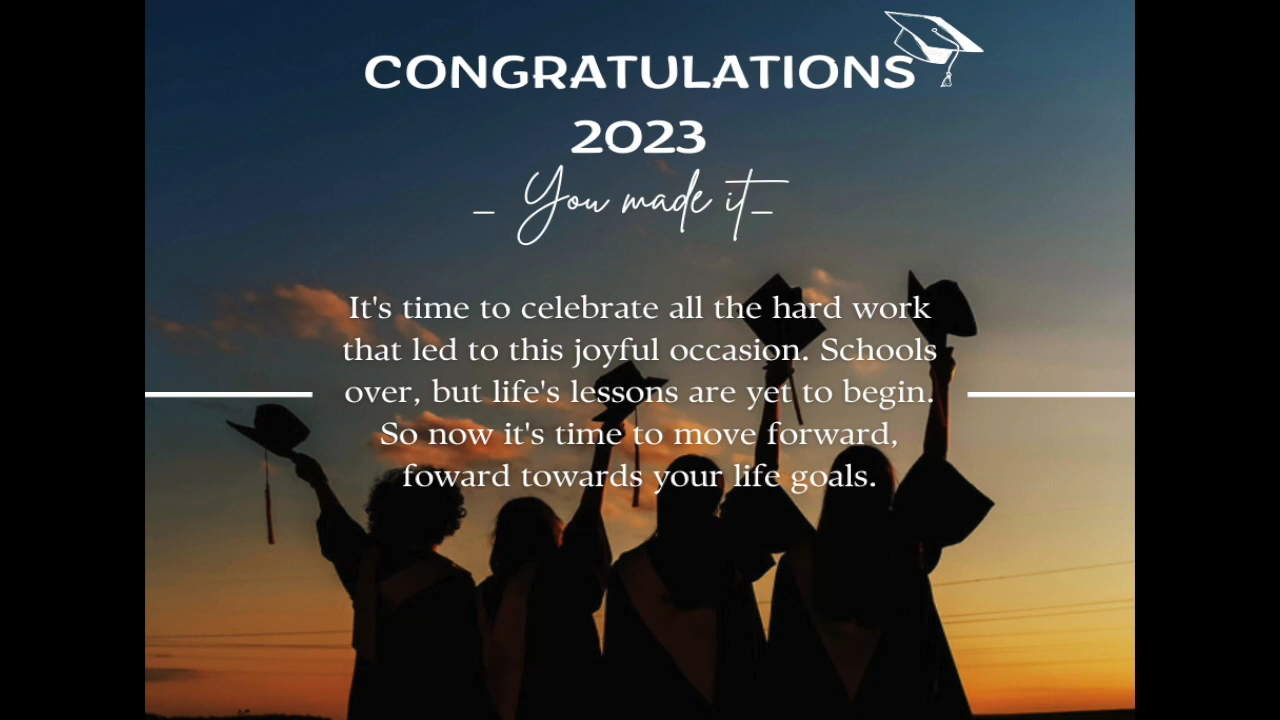 CONGRATULATIONS
2023
_ You made it_
It's time to celebrate all the hard work
that led to this joyful occasion. Schools
over, but life's lessons are yet to begin.
So now it's time to move forward,
foward towards your life goals.